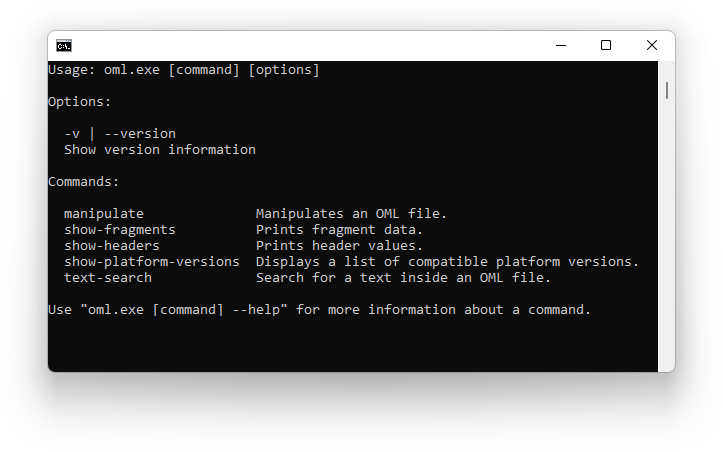 Usage: oml.exe [command] [options]
Options:
-v | --version
Show version information
Commands:
manipulate Manipulates an OML file.
show-fragments Prints fragment data.
show-headers Prints header values.
show-platform-versions Displays a list of compatible platform versions.
text-search Search for a text inside an OML file.
Use "oml.exe [command] --help" for more information about a command.